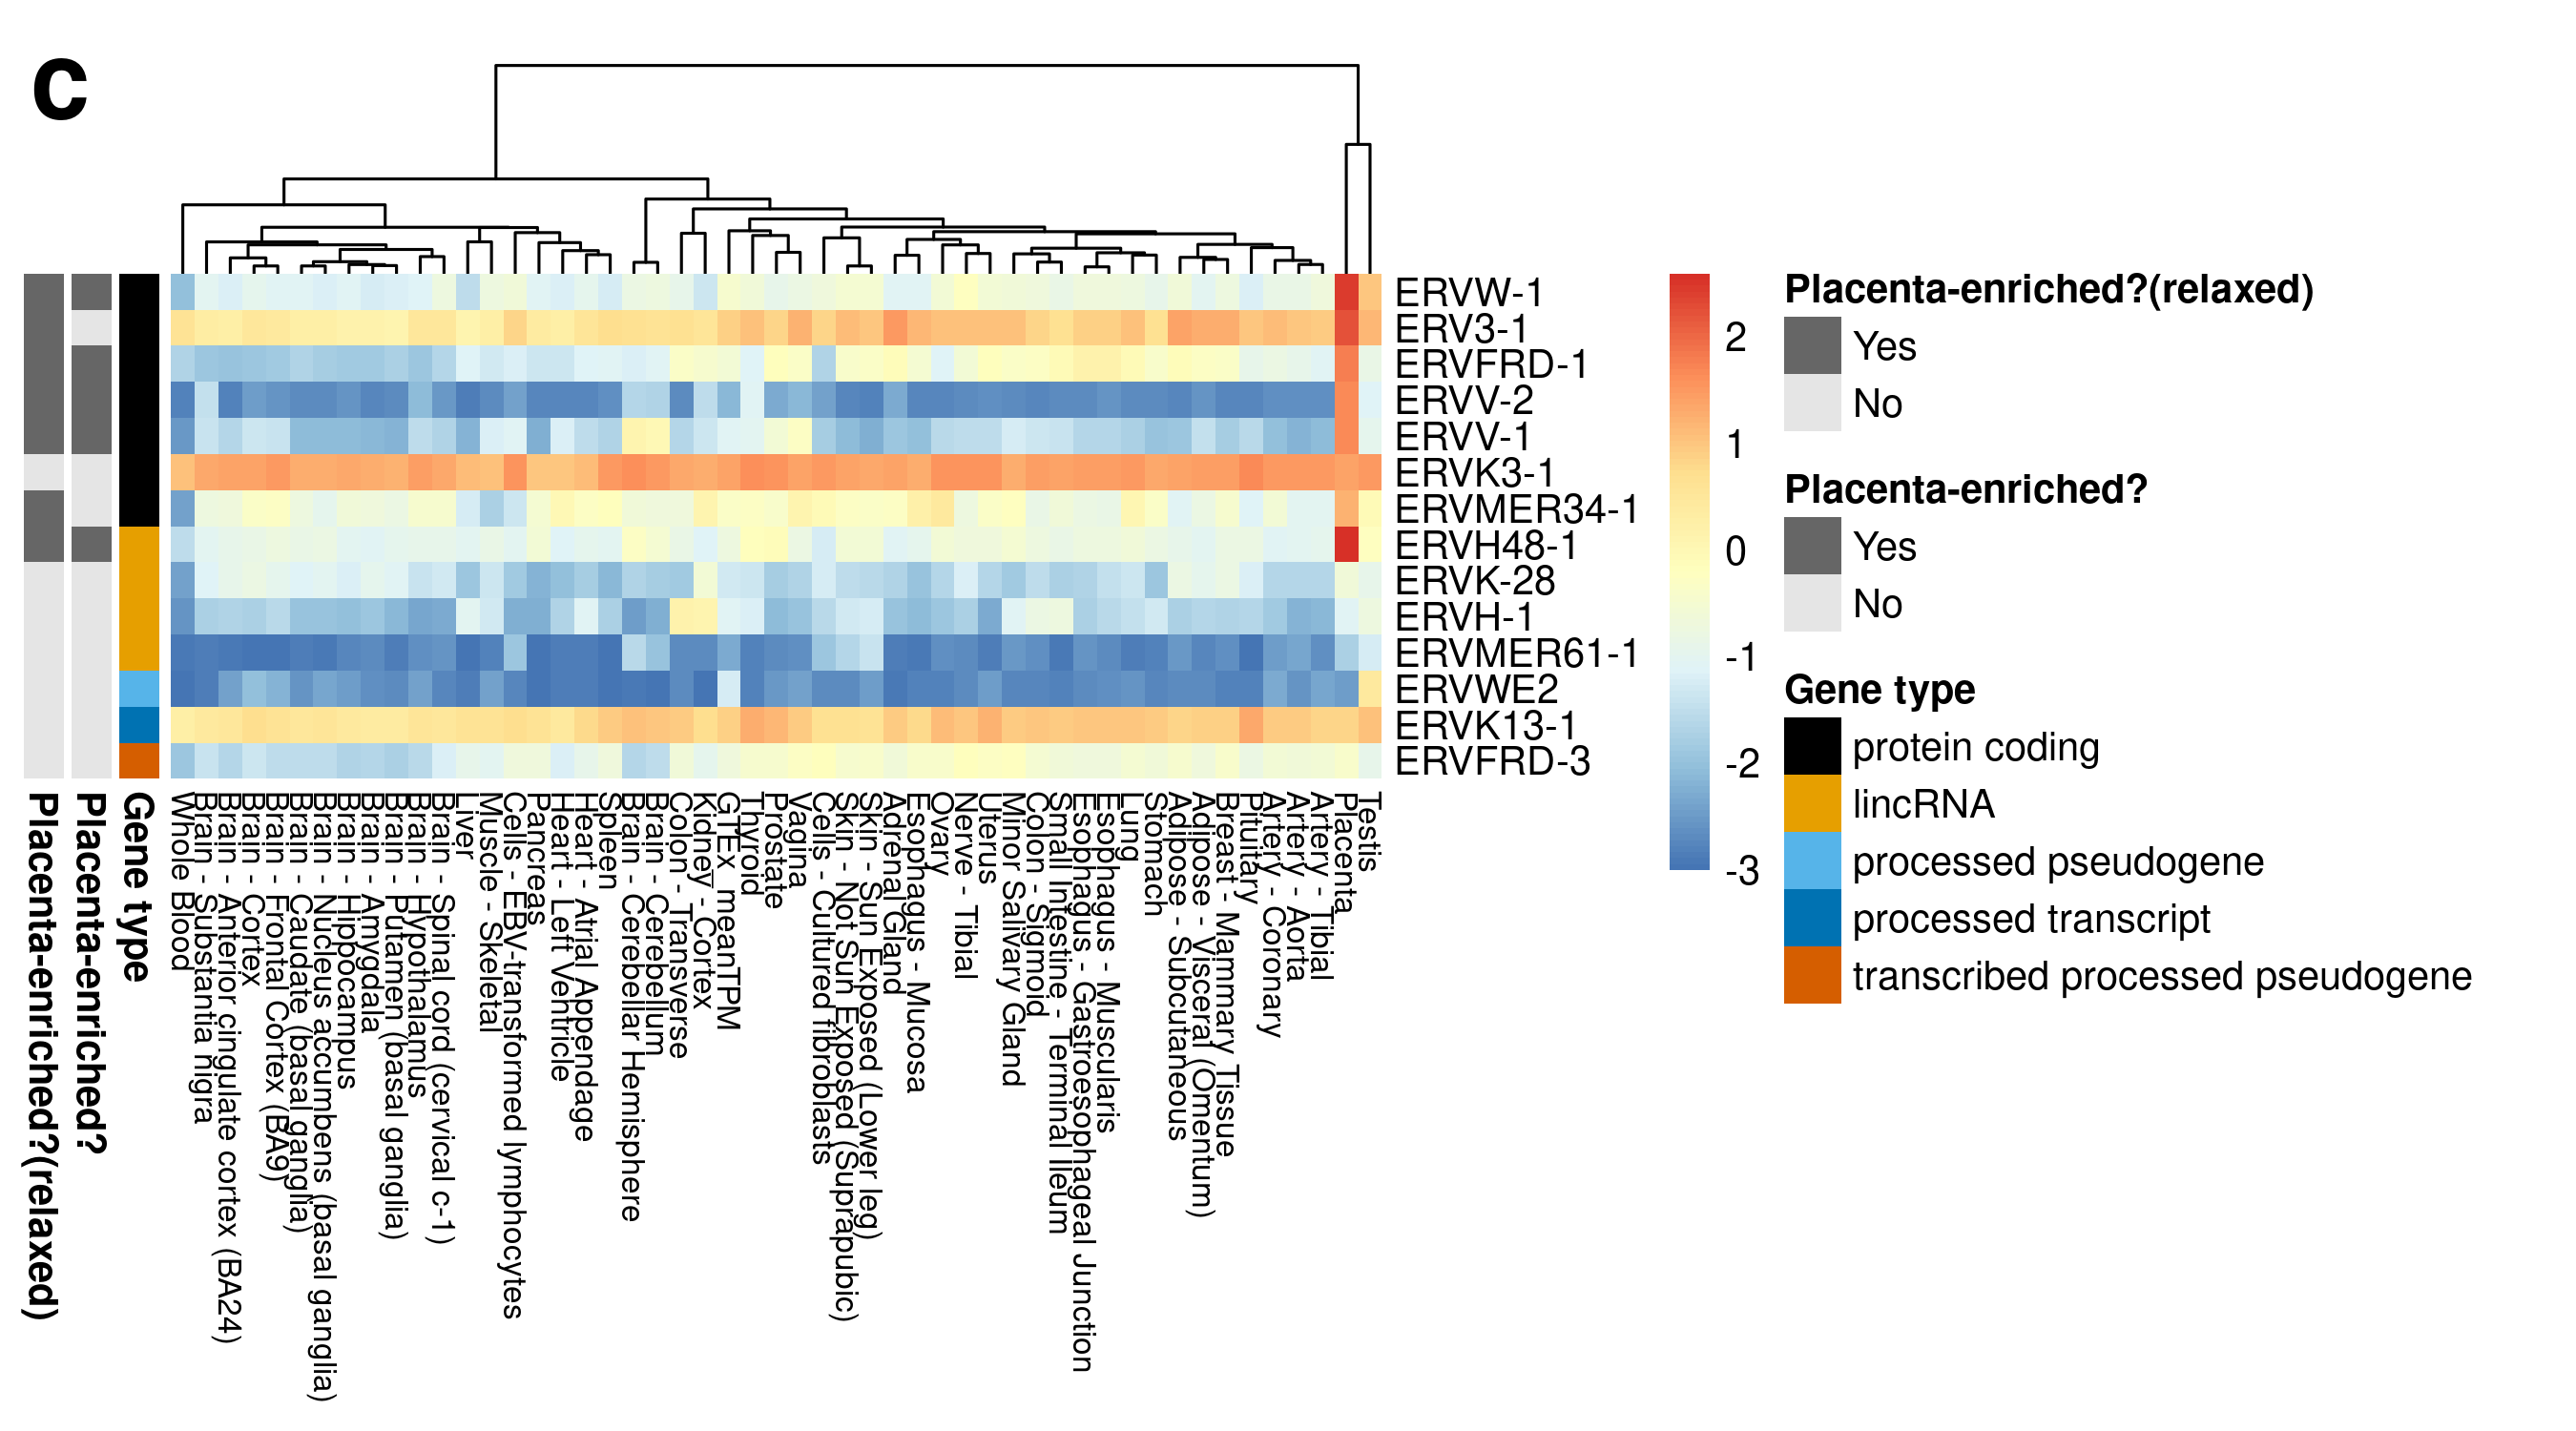 c
ERVW-1
ERV3-1
ERVFRD-1
ERVV-2
ERVV-1
ERVK3-1
ERVMER34-1
ERVH48-1
ERVK-28
ERVH-1
ERVMER61-1
ERVWE2
ERVK13-1
ERVFRD-3
2
1
0
-1
-2
-3
Placenta-enriched?(relaxed)
Yes
No
Placenta-enriched?
Yes
No
Gene type
protein coding
lincRNA
processed pseudogene
processed transcript
transcribed processed pseudogene
Placenta-enriched?(relaxed)
Placenta-enriched?
Gene type
Whole Blood
Brain - Substantia nigra
Brain - Anterior cingulate cortex (BA24)
Brain - Cortex
Brain - Frontal Cortex (BA9)
Brain - Caudate (basal ganglia)
Brain - Nucleus accumbens (basal ganglia)
Brain - Hippocampus
Brain - Amygdala
Brain - Putamen (basal ganglia)
Brain - Hypothalamus
Brain - Spinal cord (cervical c-1)
Liver
Muscle - Skeletal
Cells - EBV-transformed lymphocytes
Pancreas
Heart - Left Ventricle
Heart - Atrial Appendage
Spleen
Brain - Cerebellar Hemisphere
Brain - Cerebellum
Colon - Transverse
Kidney - Cortex
GTEx_meanTPM
Thyroid
Prostate
Vagina
Cells - Cultured fibroblasts
Skin - Not Sun Exposed (Suprapubic)
Skin - Sun Exposed (Lower leg)
Adrenal Gland
Esophagus - Mucosa
Ovary
Nerve - Tibial
Uterus
Minor Salivary Gland
Colon - Sigmoid
Small Intestine - Terminal Ileum
Esophagus - Gastroesophageal Junction
Esophagus - Muscularis
Lung
Stomach
Adipose - Subcutaneous
Adipose - Visceral (Omentum)
Breast - Mammary Tissue
Pituitary
Artery - Coronary
Artery - Aorta
Artery - Tibial
Placenta
Testis